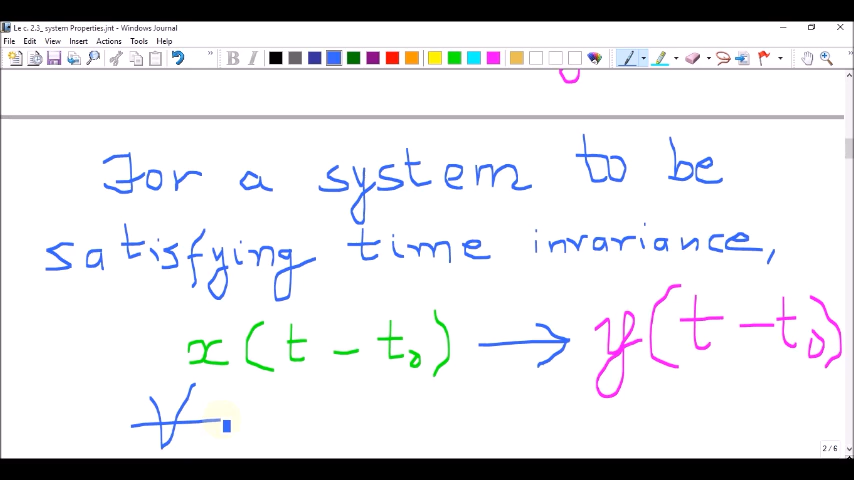 Le c. 2.3_ system Properties.jnt - Windows Journal
File Edit View Insert Actions Tools Help
B I
For a system to be
satisfying time invariance,
x(t - t₀) → y(t - t₀)
∀
2 / 6